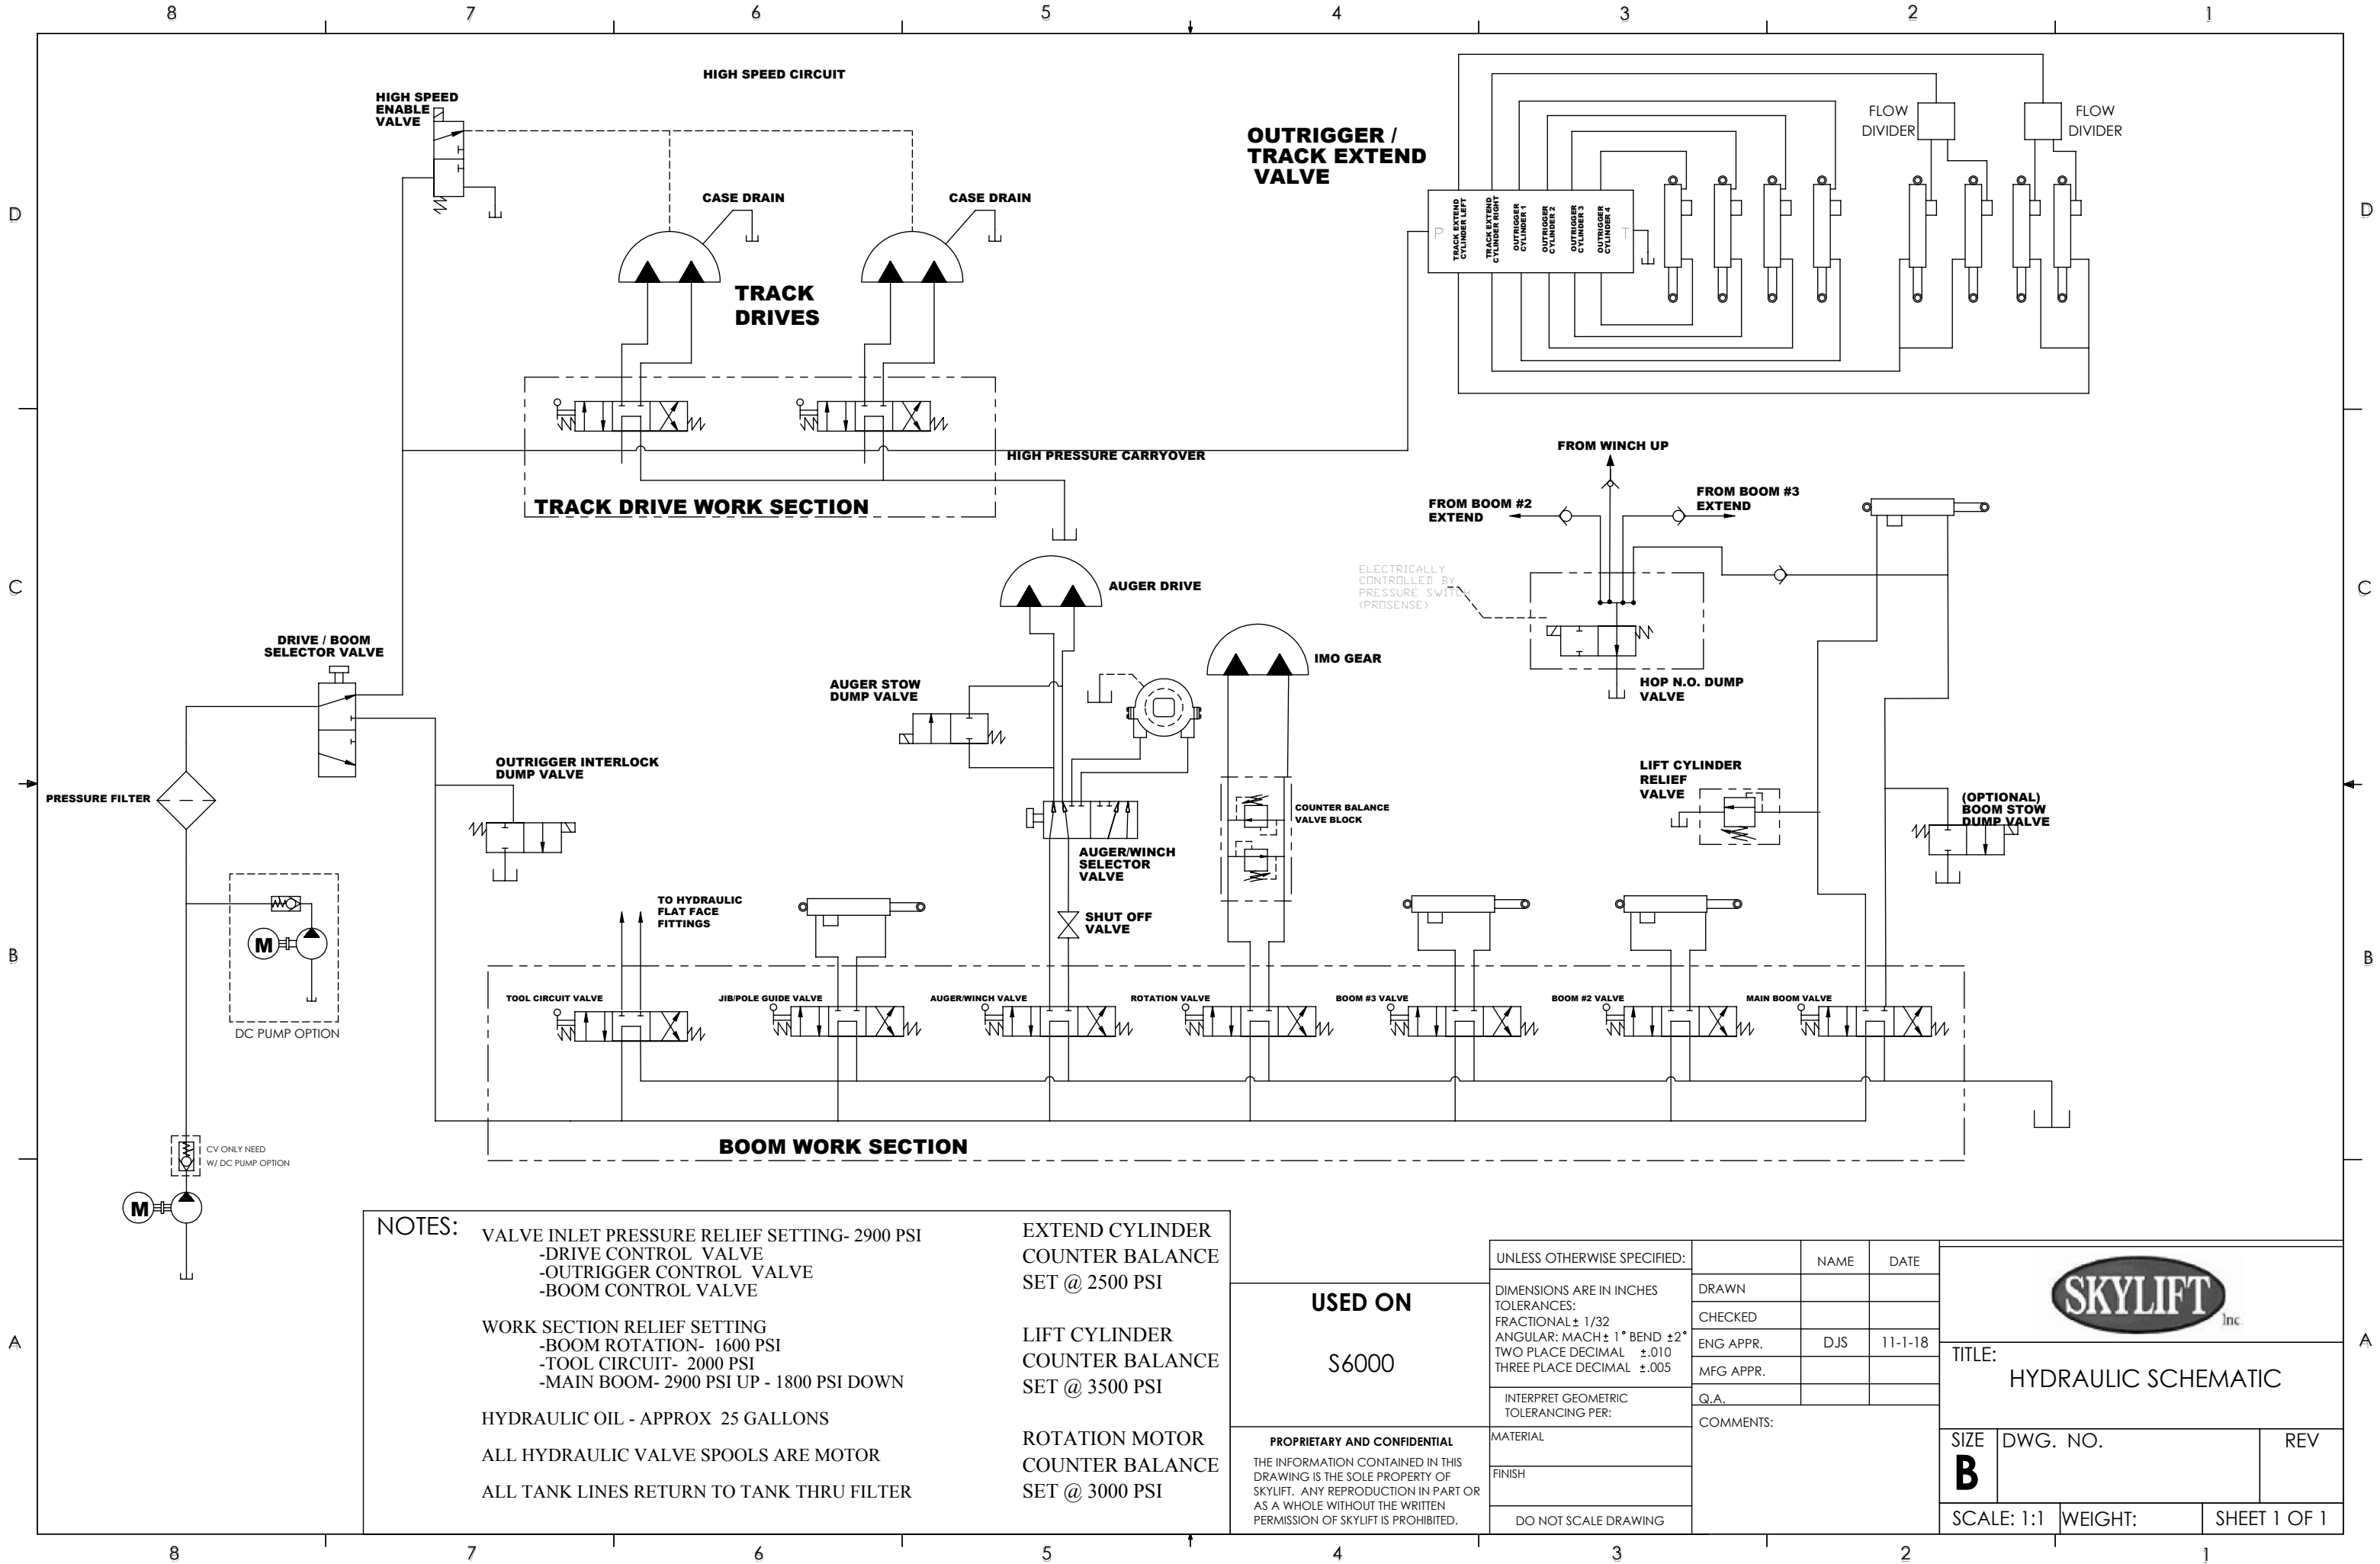 8 7 6 5 4 3 2 1
HIGH SPEED CIRCUIT
HIGH SPEED
ENABLE
VALVE
CASE DRAIN
CASE DRAIN
TRACK
DRIVES
OUTRIGGER /
TRACK EXTEND
VALVE
FLOW
DIVIDER
FLOW
DIVIDER
P
TRACK EXTEND
CYLINDER LEFT
TRACK EXTEND
CYLINDER RIGHT
OUTRIGGER
CYLINDER 1
OUTRIGGER
CYLINDER 2
OUTRIGGER
CYLINDER 3
OUTRIGGER
CYLINDER 4
T
D
D
HIGH PRESSURE CARRYOVER
TRACK DRIVE WORK SECTION
FROM WINCH UP
FROM BOOM #2
EXTEND
FROM BOOM #3
EXTEND
ELECTRICALLY
CONTROLLED BY
PRESSURE SWITCH
(PROSENSE)
HOP N.O. DUMP
VALVE
C
C
AUGER DRIVE
DRIVE / BOOM
SELECTOR VALVE
AUGER STOW
DUMP VALVE
IMO GEAR
OUTRIGGER INTERLOCK
DUMP VALVE
PRESSURE FILTER
COUNTER BALANCE
VALVE BLOCK
LIFT CYLINDER
RELIEF
VALVE
(OPTIONAL)
BOOM STOW
DUMP VALVE
AUGER/WINCH
SELECTOR
VALVE
TO HYDRAULIC
FLAT FACE
FITTINGS
SHUT OFF
VALVE
M
DC PUMP OPTION
B
B
TOOL CIRCUIT VALVE
JIB/POLE GUIDE VALVE
AUGER/WINCH VALVE
ROTATION VALVE
BOOM #3 VALVE
BOOM #2 VALVE
MAIN BOOM VALVE
BOOM WORK SECTION
CV ONLY NEED
W/ DC PUMP OPTION
M
A
A
NOTES:
VALVE INLET PRESSURE RELIEF SETTING- 2900 PSI
-DRIVE CONTROL VALVE
-OUTRIGGER CONTROL VALVE
-BOOM CONTROL VALVE
WORK SECTION RELIEF SETTING
-BOOM ROTATION- 1600 PSI
-TOOL CIRCUIT- 2000 PSI
-MAIN BOOM- 2900 PSI UP - 1800 PSI DOWN
HYDRAULIC OIL - APPROX 25 GALLONS
ALL HYDRAULIC VALVE SPOOLS ARE MOTOR
ALL TANK LINES RETURN TO TANK THRU FILTER
EXTEND CYLINDER
COUNTER BALANCE
SET @ 2500 PSI
LIFT CYLINDER
COUNTER BALANCE
SET @ 3500 PSI
ROTATION MOTOR
COUNTER BALANCE
SET @ 3000 PSI
USED ON
S6000
PROPRIETARY AND CONFIDENTIAL
THE INFORMATION CONTAINED IN THIS
DRAWING IS THE SOLE PROPERTY OF
SKYLIFT. ANY REPRODUCTION IN PART OR
AS A WHOLE WITHOUT THE WRITTEN
PERMISSION OF SKYLIFT IS PROHIBITED.
UNLESS OTHERWISE SPECIFIED:
DIMENSIONS ARE IN INCHES
TOLERANCES:
FRACTIONAL± 1/32
ANGULAR: MACH± 1° BEND ±2°
TWO PLACE DECIMAL ±.010
THREE PLACE DECIMAL ±.005
INTERPRET GEOMETRIC
TOLERANCING PER:
MATERIAL
FINISH
DO NOT SCALE DRAWING
NAME DATE
DRAWN
CHECKED
ENG APPR. DJS 11-1-18
MFG APPR.
Q.A.
COMMENTS:
SKYLIFT Inc.
TITLE:
HYDRAULIC SCHEMATIC
SIZE DWG. NO. REV
B
SCALE: 1:1 WEIGHT: SHEET 1 OF 1
8 7 6 5 4 3 2 1